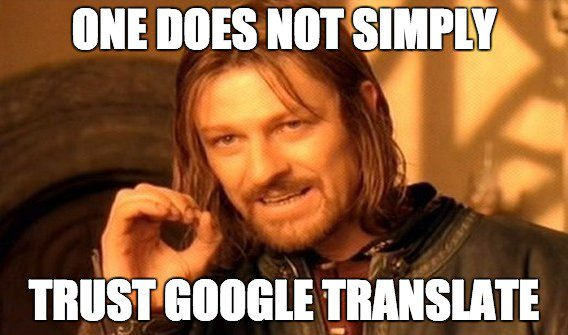 ONE DOES NOT SIMPLY
TRUST GOOGLE TRANSLATE